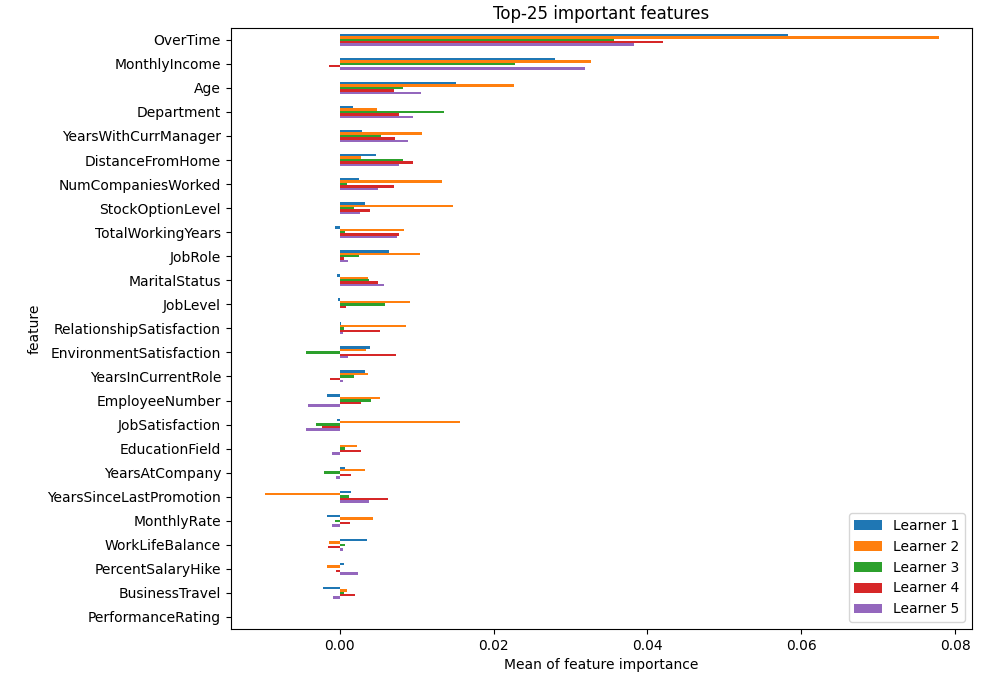 Top-25 important features
OverTime
MonthlyIncome
Age
Department
YearsWithCurrManager
DistanceFromHome
NumCompaniesWorked
StockOptionLevel
TotalWorkingYears
JobRole
MaritalStatus
JobLevel
RelationshipSatisfaction
EnvironmentSatisfaction
YearsInCurrentRole
EmployeeNumber
JobSatisfaction
EducationField
YearsAtCompany
YearsSinceLastPromotion
MonthlyRate
WorkLifeBalance
PercentSalaryHike
BusinessTravel
PerformanceRating
feature
Learner 1
Learner 2
Learner 3
Learner 4
Learner 5
0.00 0.02 0.04 0.06 0.08
Mean of feature importance